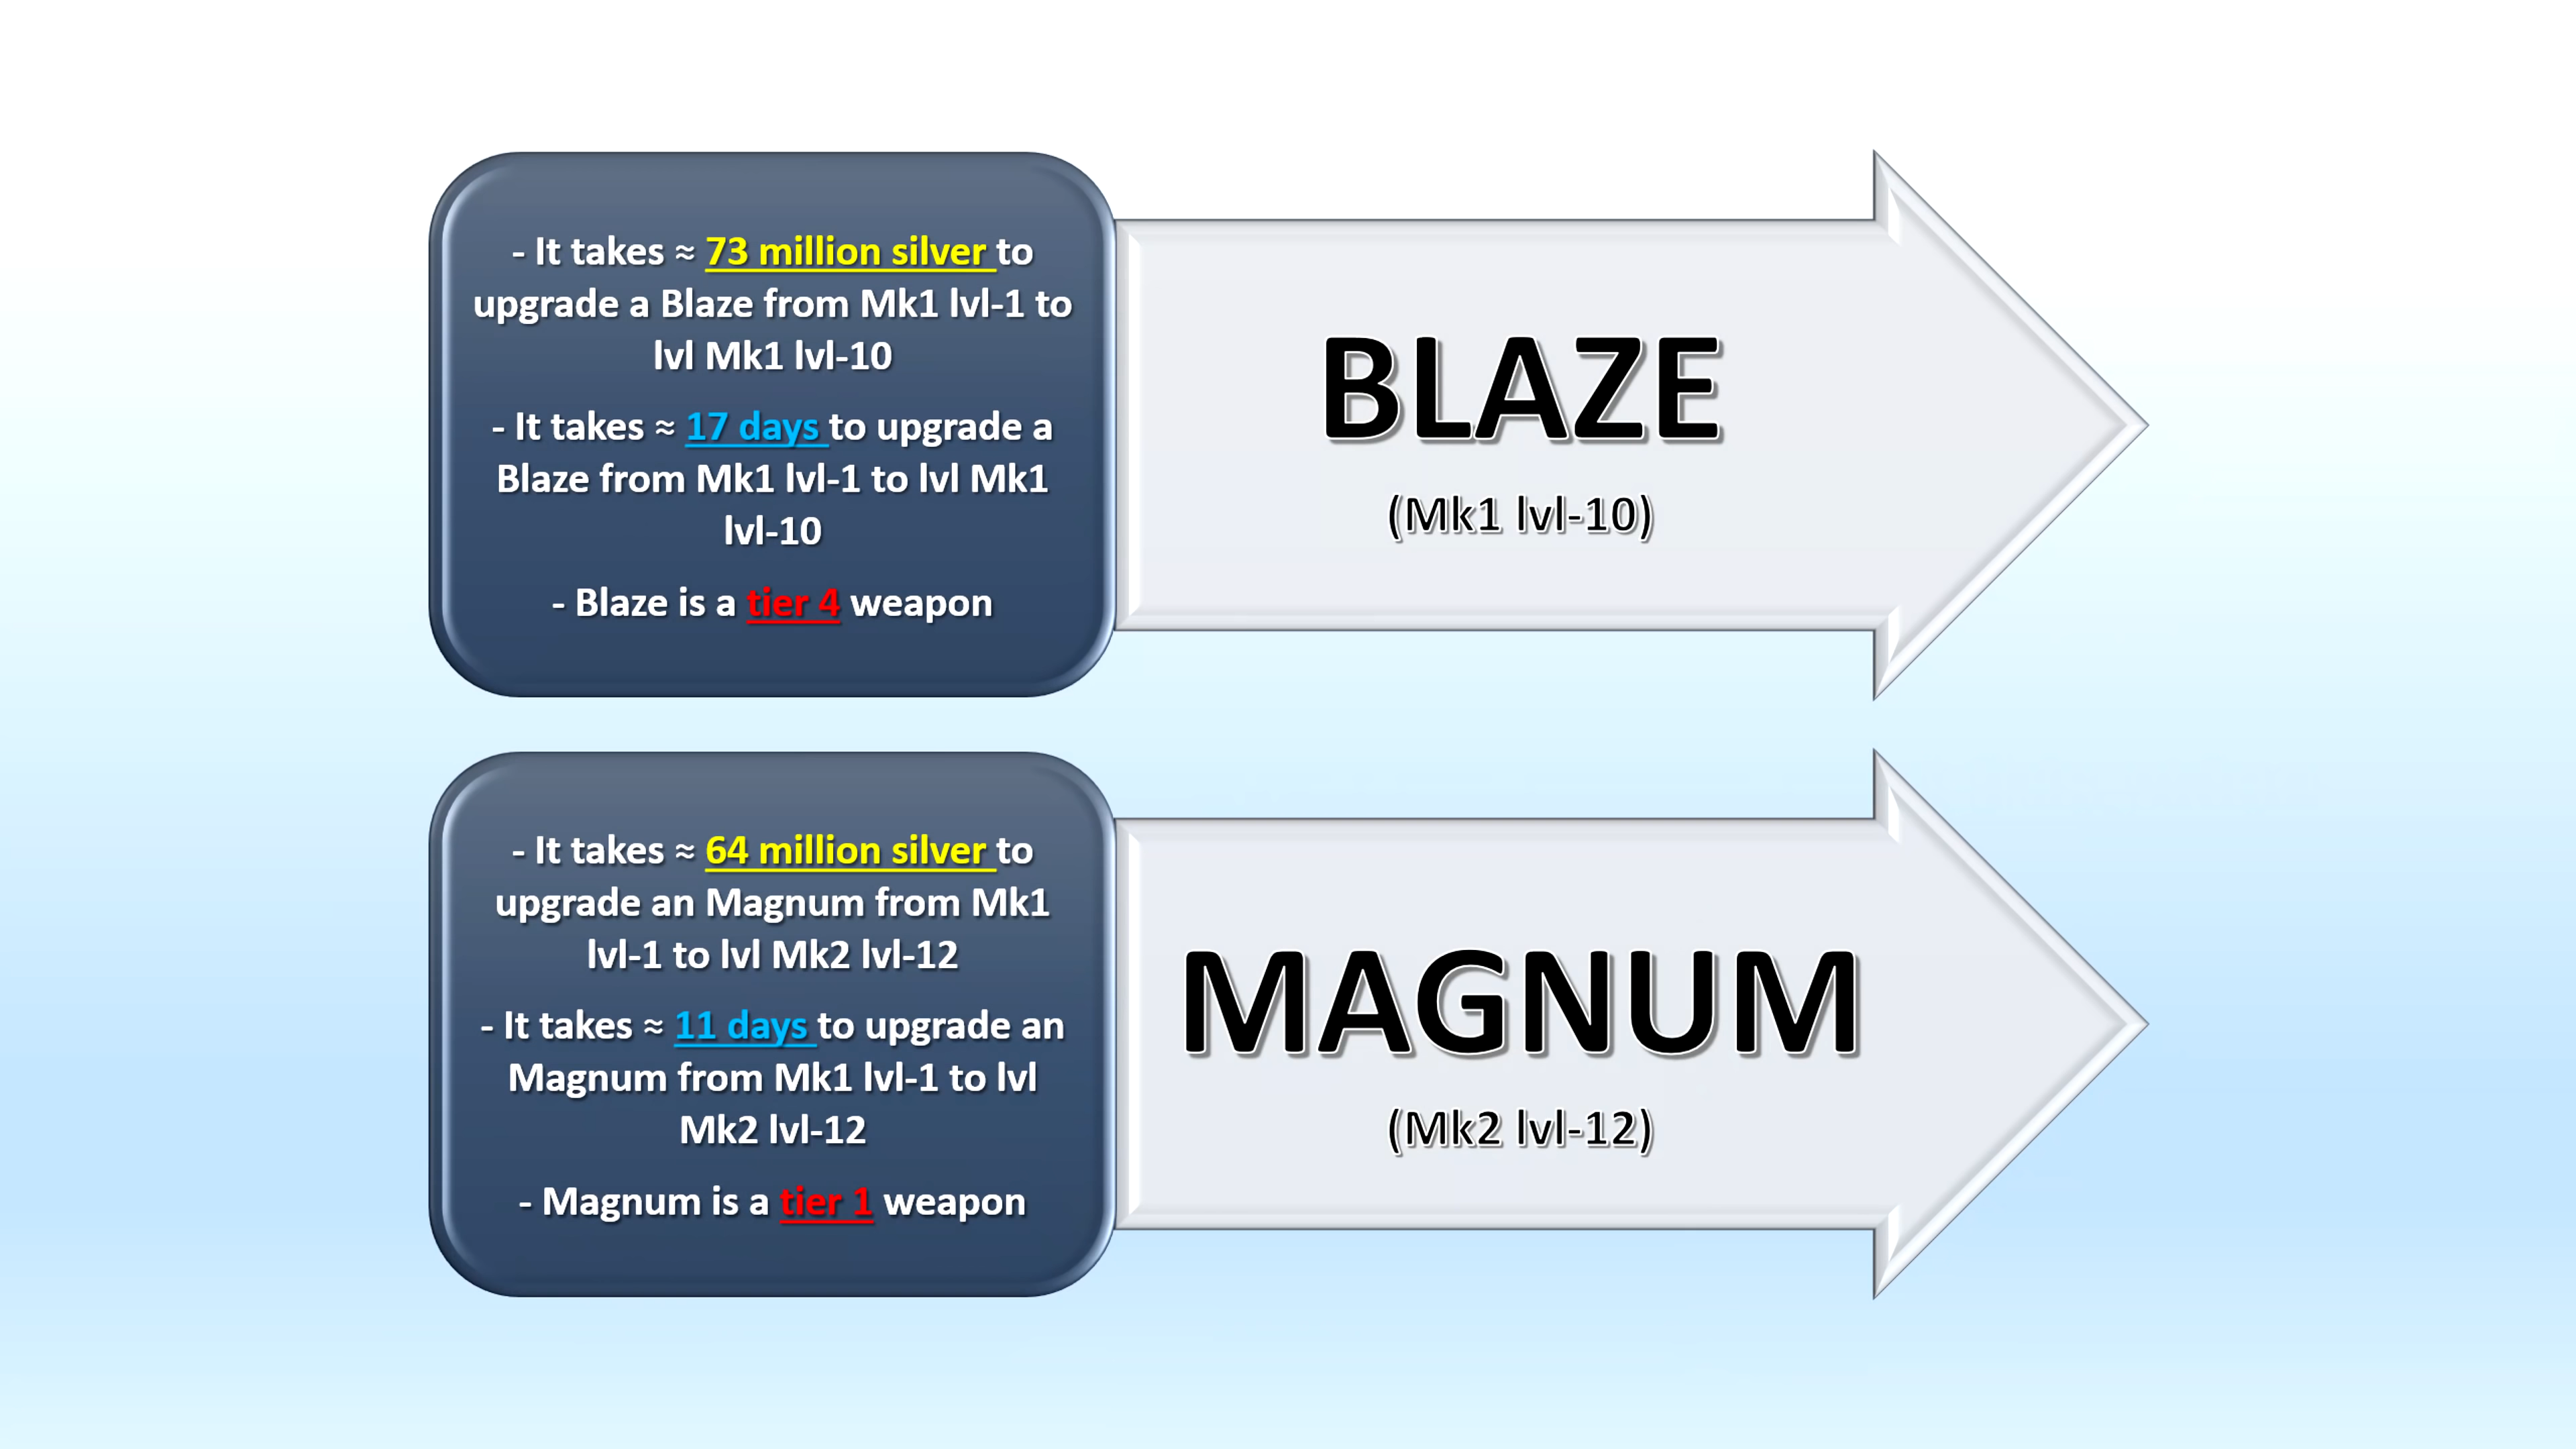 - It takes ≈ 73 million silver to
upgrade a Blaze from Mk1 lvl-1 to
lvl Mk1 lvl-10
- It takes ≈ 17 days to upgrade a
Blaze from Mk1 lvl-1 to lvl Mk1
lvl-10
- Blaze is a tier 4 weapon
BLAZE
(Mk1 lvl-10)
- It takes ≈ 64 million silver to
upgrade an Magnum from Mk1
lvl-1 to lvl Mk2 lvl-12
- It takes ≈ 11 days to upgrade an
Magnum from Mk1 lvl-1 to lvl
Mk2 lvl-12
- Magnum is a tier 1 weapon
MAGNUM
(Mk2 lvl-12)